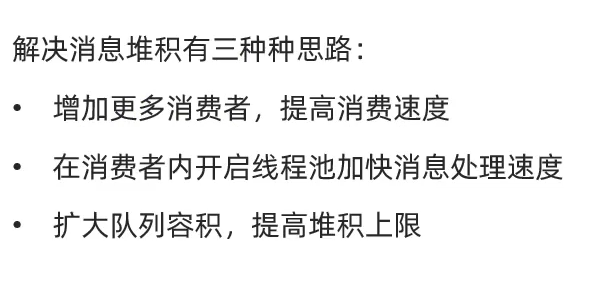 解决消息堆积有三种种思路：
• 增加更多消费者，提高消费速度
• 在消费者内开启线程池加快消息处理速度
• 扩大队列容积，提高堆积上限